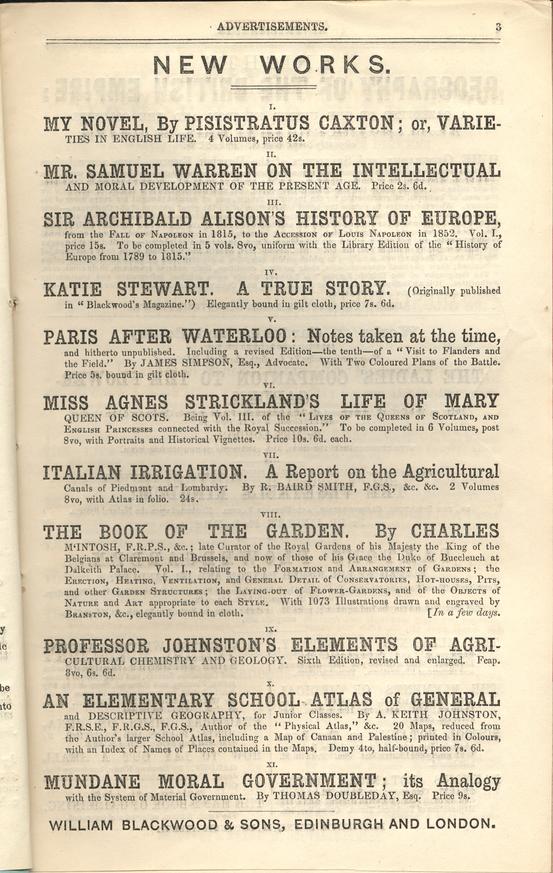 ADVERTISEMENTS. 3
NEW WORKS.
I.
MY NOVEL, By PISISTRATUS CAXTON; or, VARIE-
TIES IN ENGLISH LIFE. 4 Volumes, price 42s.
II.
MR. SAMUEL WARREN ON THE INTELLECTUAL
AND MORAL DEVELOPMENT OF THE PRESENT AGE. Price 2s. 6d.
III.
SIR ARCHIBALD ALISON'S HISTORY OF EUROPE,
from the FALL OF NAPOLEON in 1815, to the ACCESSION OF LOUIS NAPOLEON in 1852. Vol. I.,
price 15s. To be completed in 5 vols. 8vo, uniform with the Library Edition of the "History of
Europe from 1789 to 1815."
IV.
KATIE STEWART. A TRUE STORY. (Originally published
in "Blackwood's Magazine.") Elegantly bound in gilt cloth, price 7s. 6d.
V.
PARIS AFTER WATERLOO: Notes taken at the time,
and hitherto unpublished. Including a revised Edition—the tenth—of a "Visit to Flanders and
the Field." By JAMES SIMPSON, Esq., Advocate. With Two Coloured Plans of the Battle.
Price 5s. bound in gilt cloth.
VI.
MISS AGNES STRICKLAND'S LIFE OF MARY
QUEEN OF SCOTS. Being Vol. III. of the "LIVES OF THE QUEENS OF SCOTLAND, AND
ENGLISH PRINCESSES connected with the Royal Succession." To be completed in 6 Volumes, post
8vo, with Portraits and Historical Vignettes. Price 10s. 6d. each.
VII.
ITALIAN IRRIGATION. A Report on the Agricultural
Canals of Piedmont and Lombardy. By R. BAIRD SMITH, F.G.S., &c. &c. 2 Volumes
8vo, with Atlas in folio. 24s.
VIII.
THE BOOK OF THE GARDEN. By CHARLES
M'INTOSH, F.R.P.S., &c.; late Curator of the Royal Gardens of his Majesty the King of the
Belgians at Claremont and Brussels, and now of those of his Grace the Duke of Buccleuch at
Dalkeith Palace. Vol. I., relating to the FORMATION AND ARRANGEMENT OF GARDENS; the
ERECTION, HEATING, VENTILATION, and GENERAL DETAIL OF CONSERVATORIES, HOT-HOUSES, PITS,
and other GARDEN STRUCTURES; the LAYING-OUT OF FLOWER-GARDENS, and of the OBJECTS OF
NATURE AND ART appropriate to each STYLE. With 1073 Illustrations drawn and engraved by
BRANSTON, &c., elegantly bound in cloth. [In a few days.
IX.
PROFESSOR JOHNSTON'S ELEMENTS OF AGRI-
CULTURAL CHEMISTRY AND GEOLOGY. Sixth Edition, revised and enlarged. Fcap.
8vo, 6s. 6d.
X.
AN ELEMENTARY SCHOOL ATLAS of GENERAL
and DESCRIPTIVE GEOGRAPHY, for Junior Classes. By A. KEITH JOHNSTON,
F.R.S.E., F.R.G.S., F.G.S., Author of the "Physical Atlas," &c. 20 Maps, reduced from
the Author's larger School Atlas, including a Map of Canaan and Palestine; printed in Colours,
with an Index of Names of Places contained in the Maps. Demy 4to, half-bound, price 7s. 6d.
XI.
MUNDANE MORAL GOVERNMENT; its Analogy
with the System of Material Government. By THOMAS DOUBLEDAY, Esq. Price 9s.
WILLIAM BLACKWOOD & SONS, EDINBURGH AND LONDON.